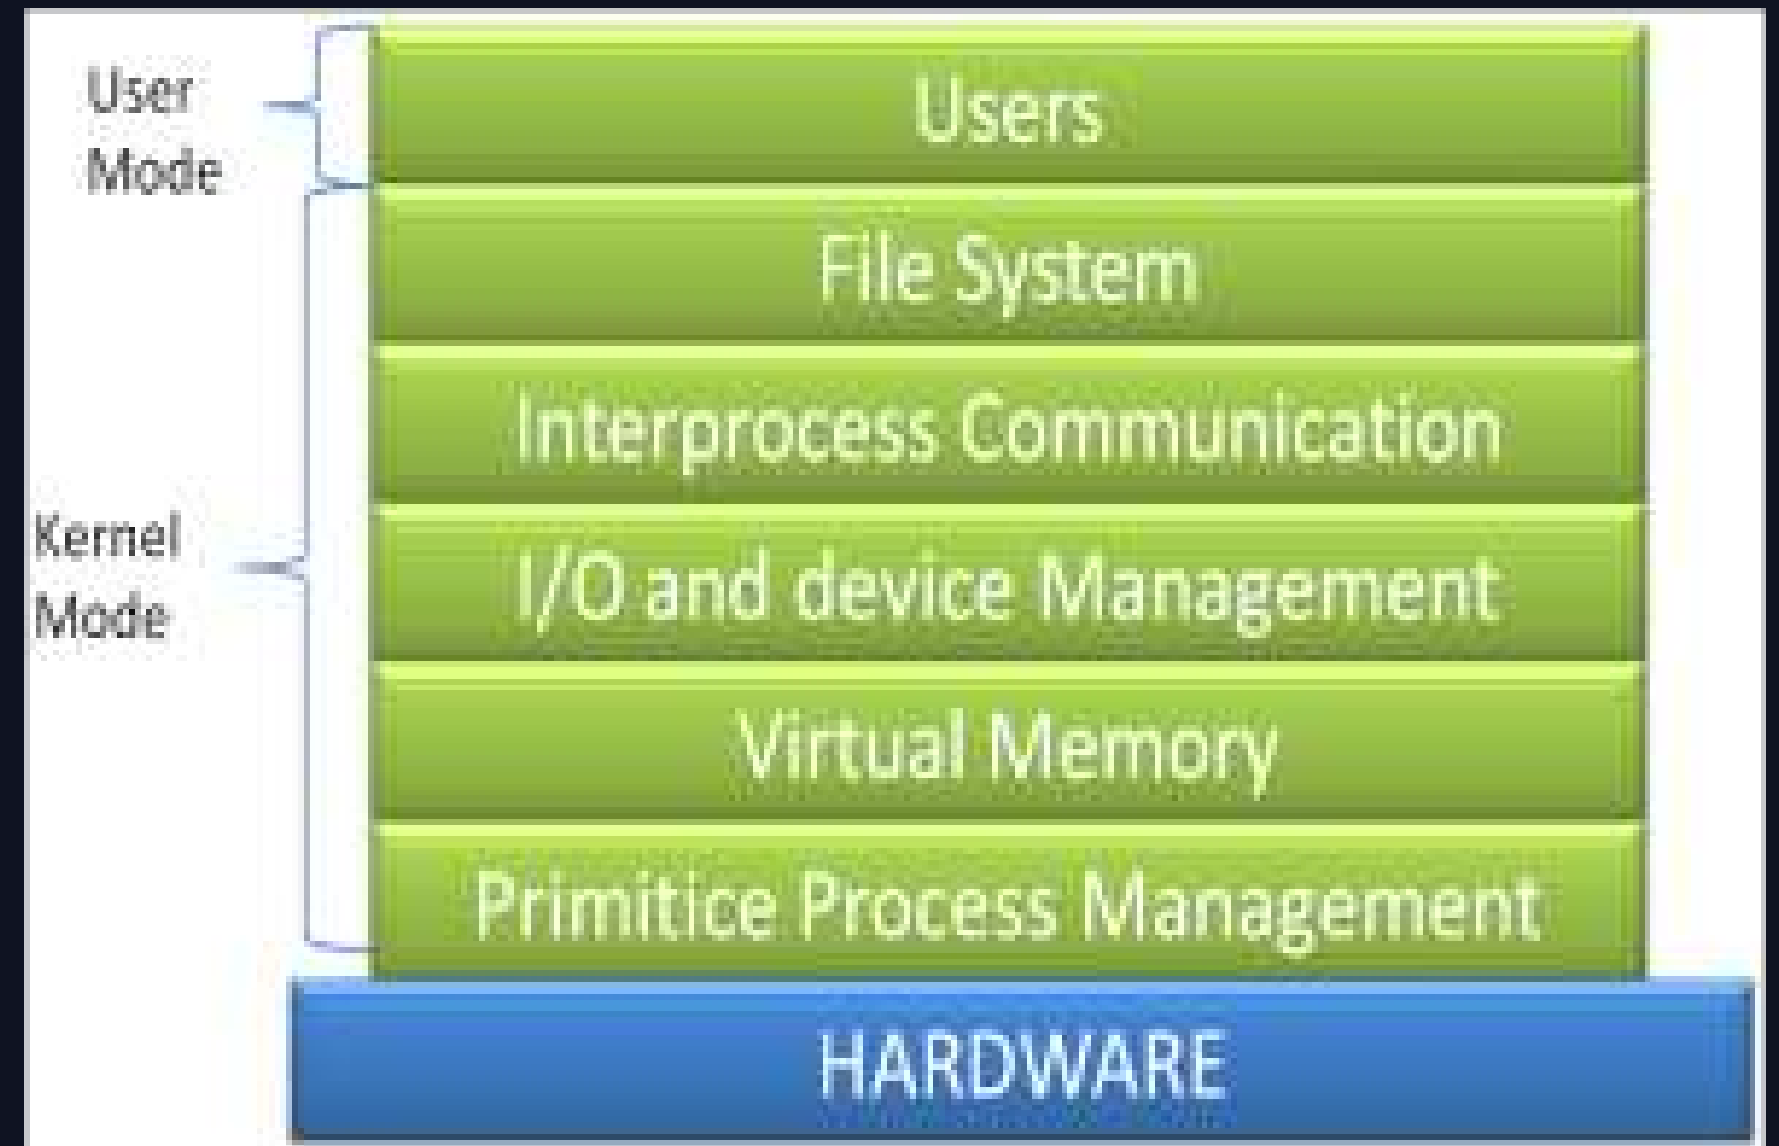 User
Mode
Users
File System
Interprocess Communication
Kernel
Mode
I/O and device Management
Virtual Memory
Primitice Process Management
HARDWARE